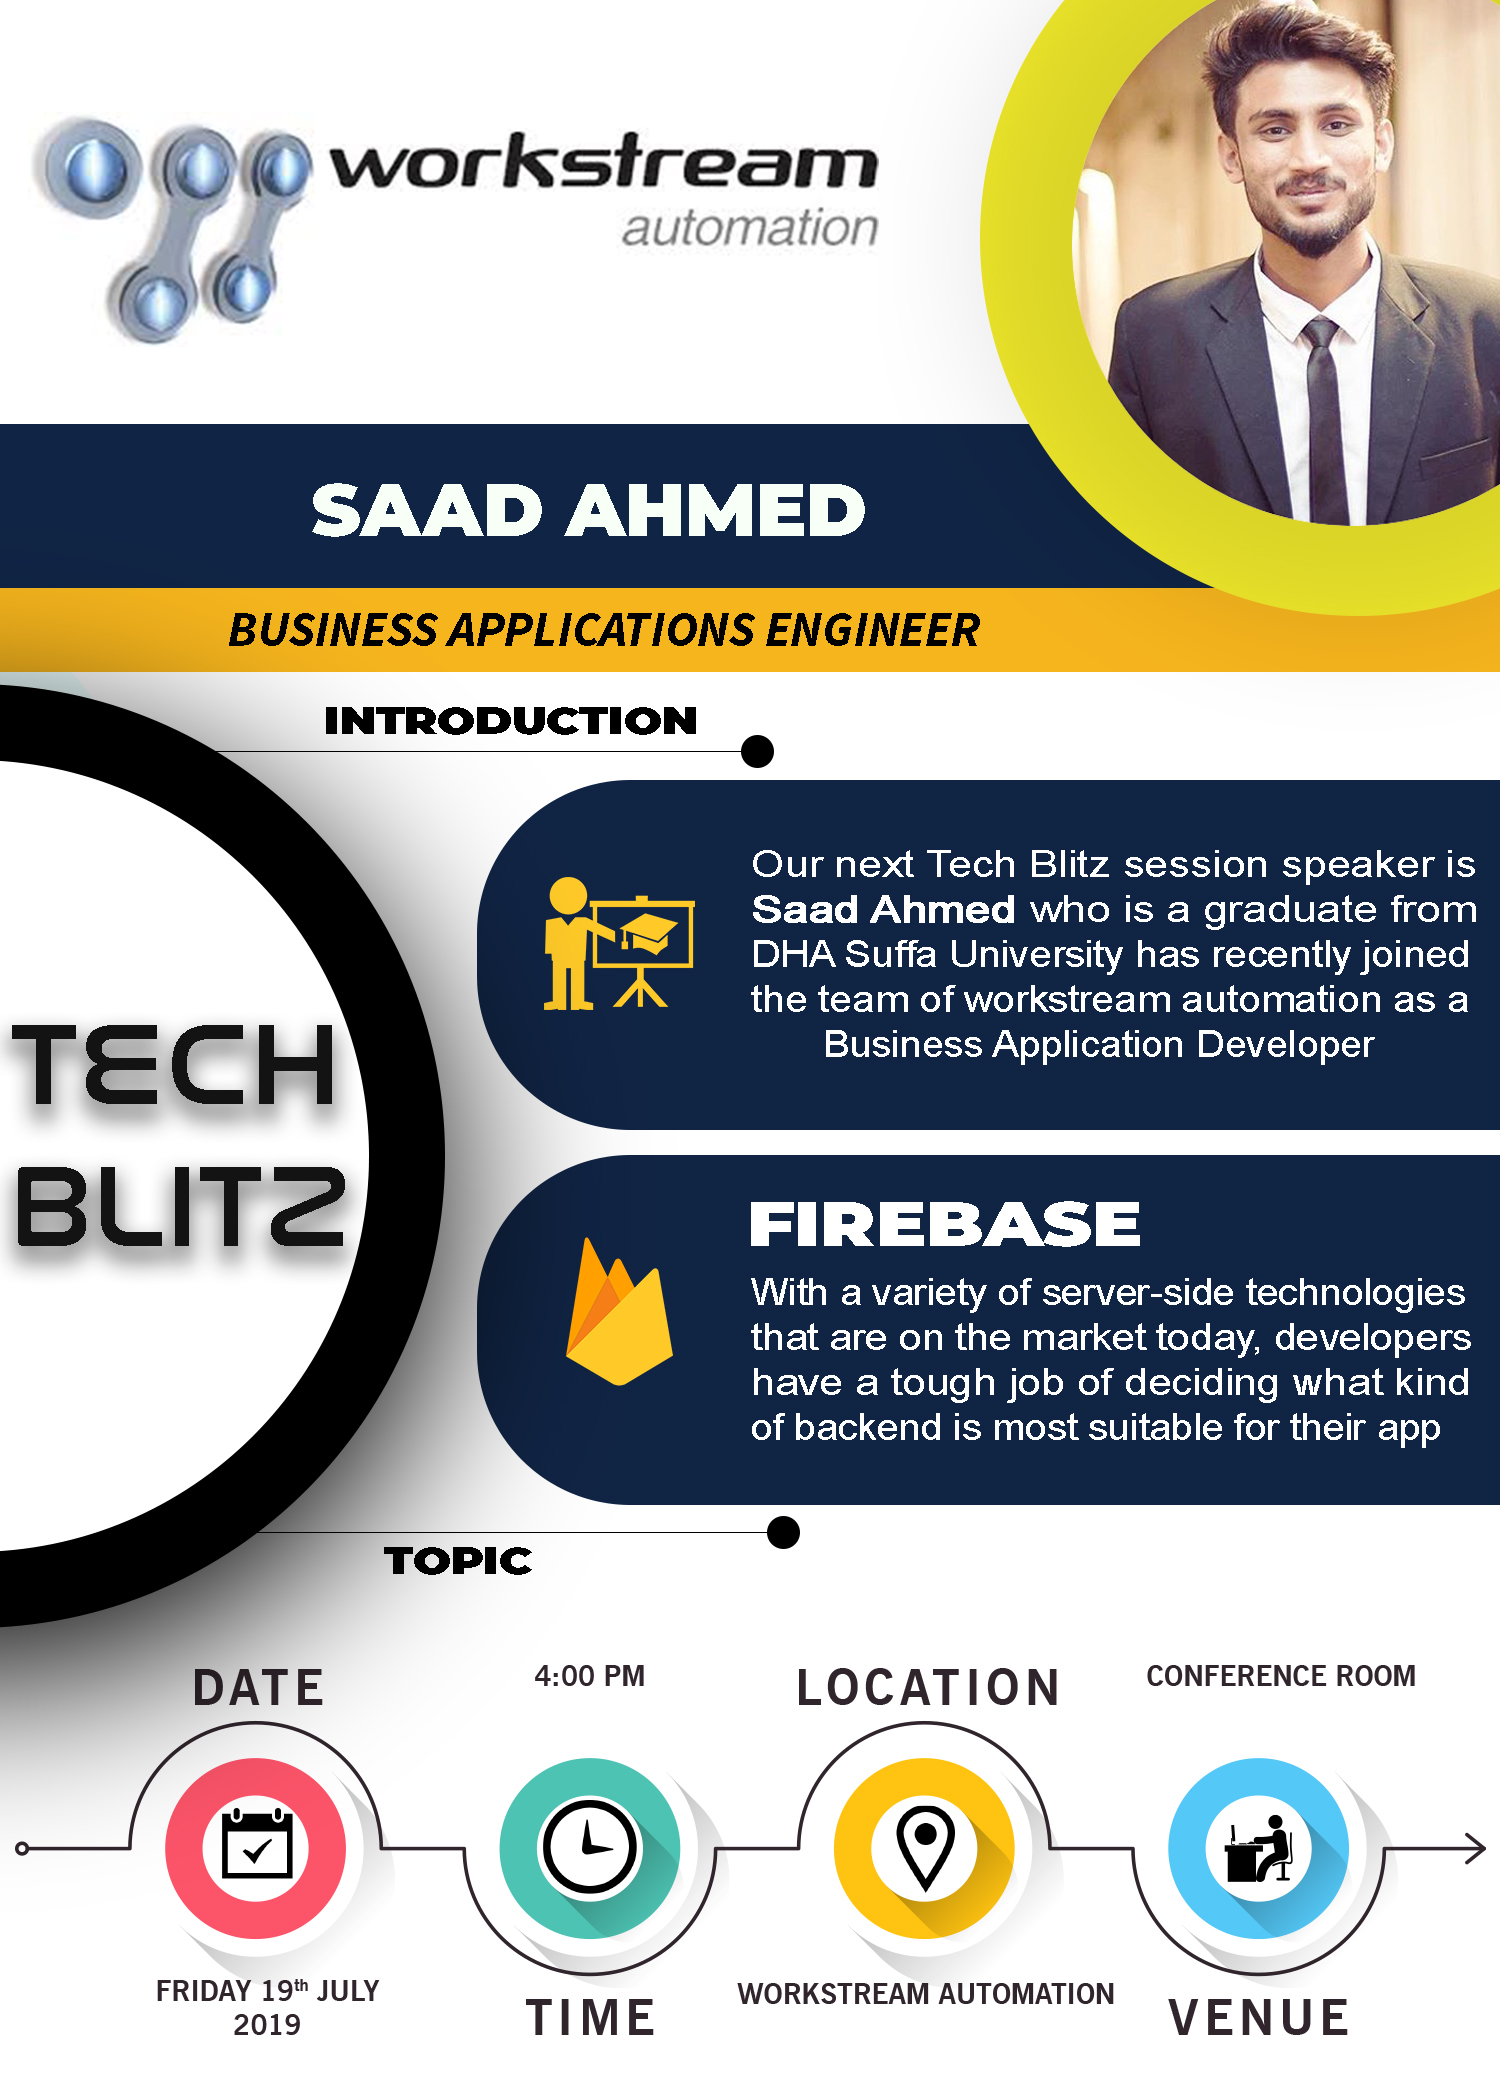 workstream
automation
SAAD AHMED
BUSINESS APPLICATIONS ENGINEER
INTRODUCTION
Our next Tech Blitz session speaker is
Saad Ahmed who is a graduate from
DHA Suffa University has recently joined
the team of workstream automation as a
Business Application Developer
TECH
BLITZ
FIREBASE
With a variety of server-side technologies
that are on the market today, developers
have a tough job of deciding what kind
of backend is most suitable for their app
TOPIC
DATE
FRIDAY 19th JULY
2019
4:00 PM
TIME
LOCATION
WORKSTREAM AUTOMATION
CONFERENCE ROOM
VENUE